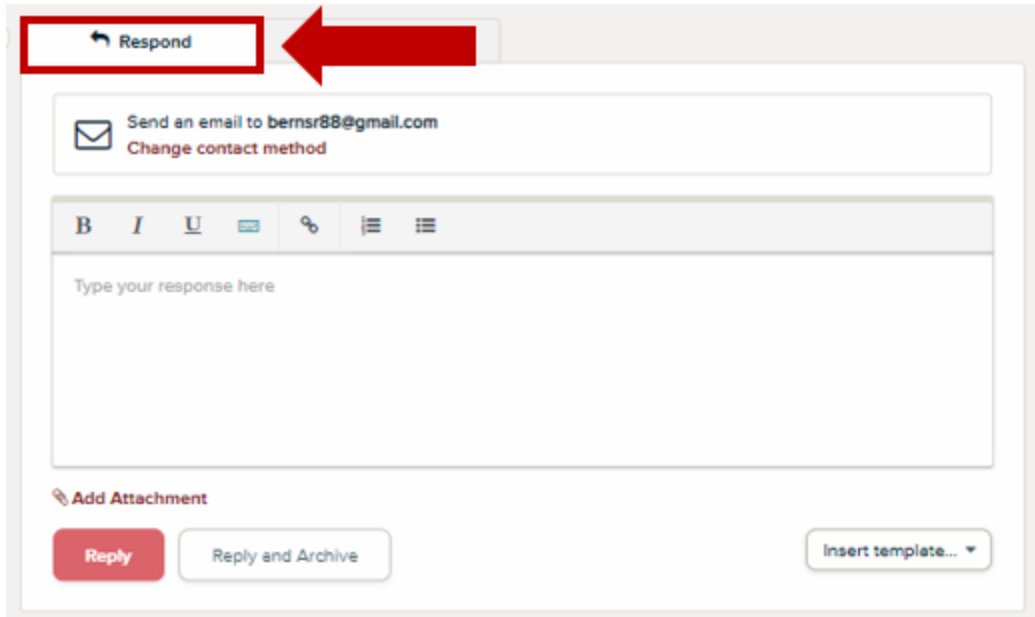 Respond
Send an email to bernsr88@gmail.com
Change contact method
B I U
Type your response here
Add Attachment
Reply
Reply and Archive
Insert template...